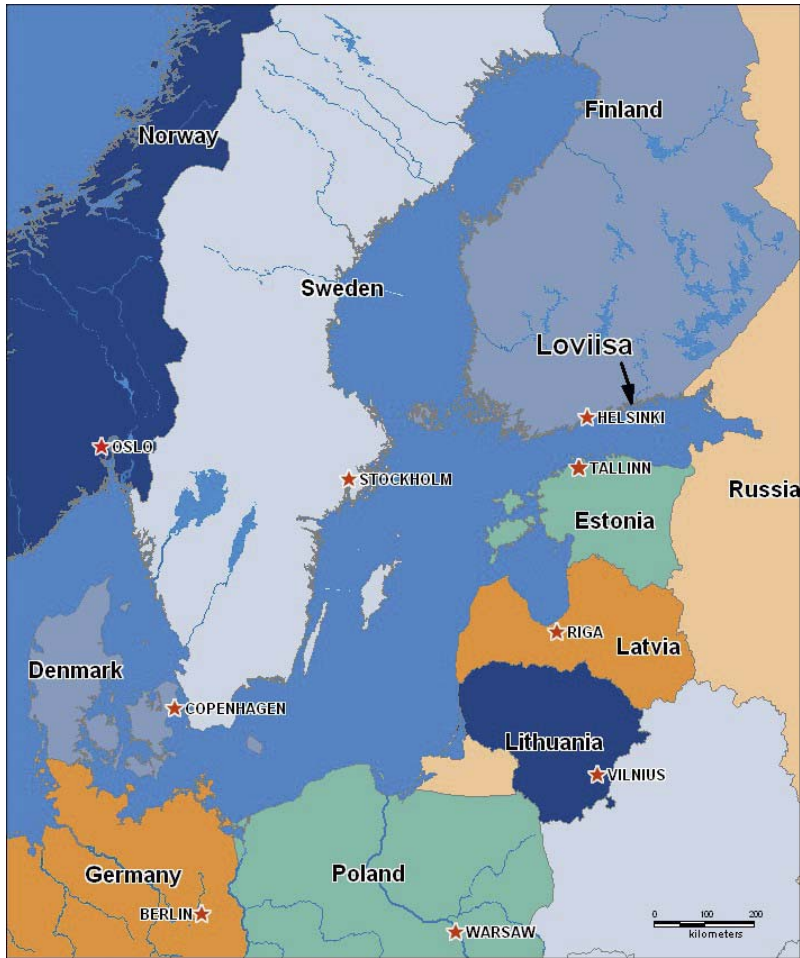 Norway
Finland
Sweden
Loviisa
HELSINKI
OSLO
TALLINN
STOCKHOLM
Russia
Estonia
RIGA
Latvia
Denmark
COPENHAGEN
Lithuania
VILNIUS
Germany
Poland
BERLIN
WARSAW
0 100 200
kilometers